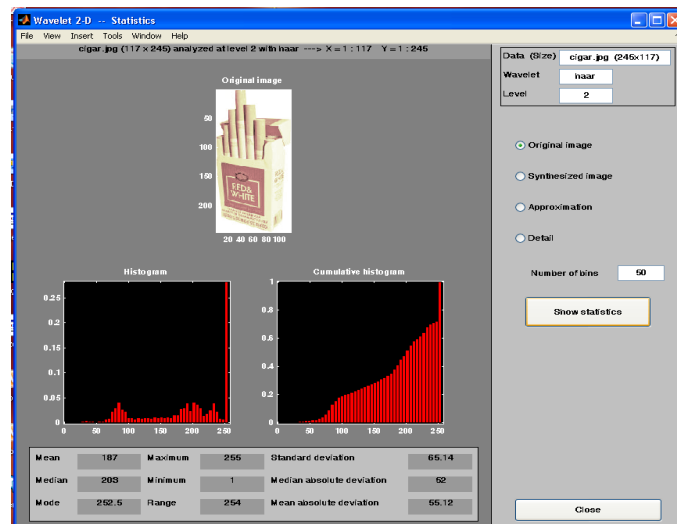 Wavelet 2-D -- Statistics
File View Insert Tools Window Help
cigar.jpg (117 x 245) analyzed at level 2 with haar ---> X = 1 : 117 Y = 1 : 245
Data (Size) cigar.jpg (245x117)
Wavelet haar
Level 2
Original image
50
100
150
200
20 40 60 80 100
RED&
WHITE
Original image
Synthesized image
Approximation
Detail
Number of bins 50
Show statistics
Histogram
0.25
0.2
0.15
0.1
0.05
0
0 50 100 150 200 250
Cumulative histogram
1
0.8
0.6
0.4
0.2
0
0 50 100 150 200 250
Mean 187 Maximum 255 Standard deviation 65.14
Median 203 Minimum 1 Median absolute deviation 52
Mode 252.5 Range 254 Mean absolute deviation 55.12
Close